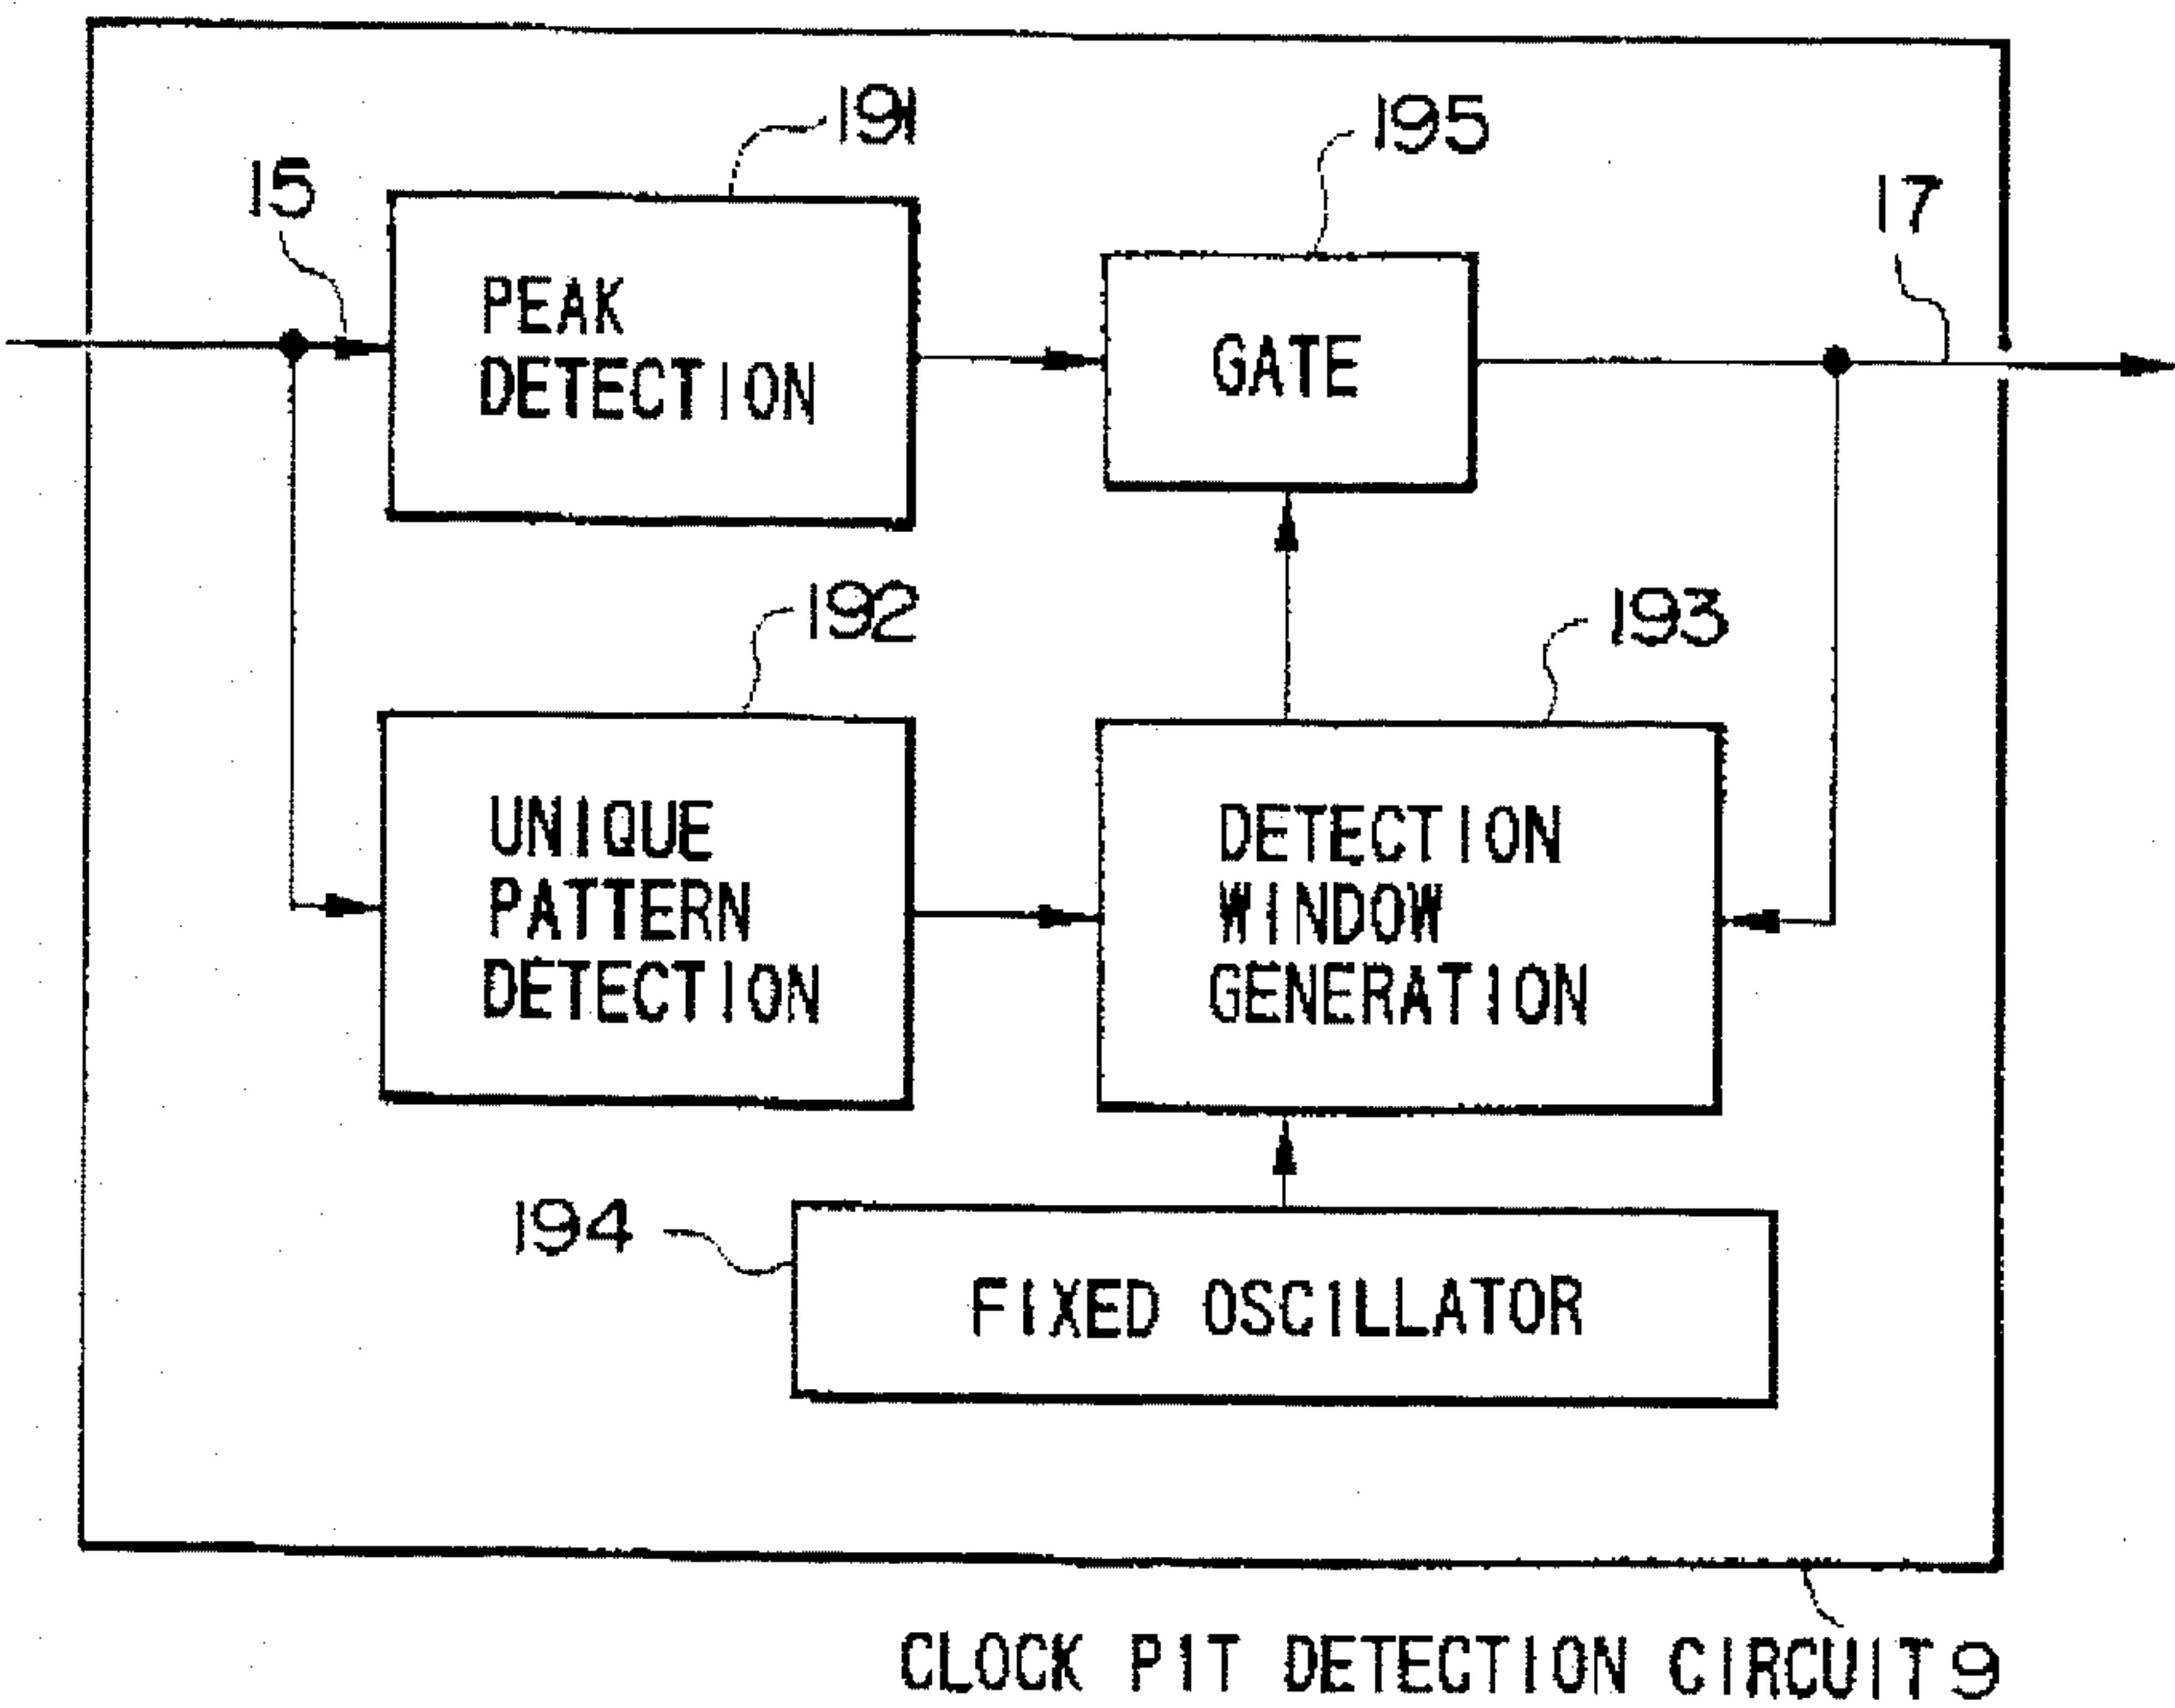 191
195
15
17
PEAK
DETECTION
GATE
192
193
UNIQUE
PATTERN
DETECTION
DETECTION
WINDOW
GENERATION
194
FIXED OSCILLATOR
CLOCK PIT DETECTION CIRCUIT 9